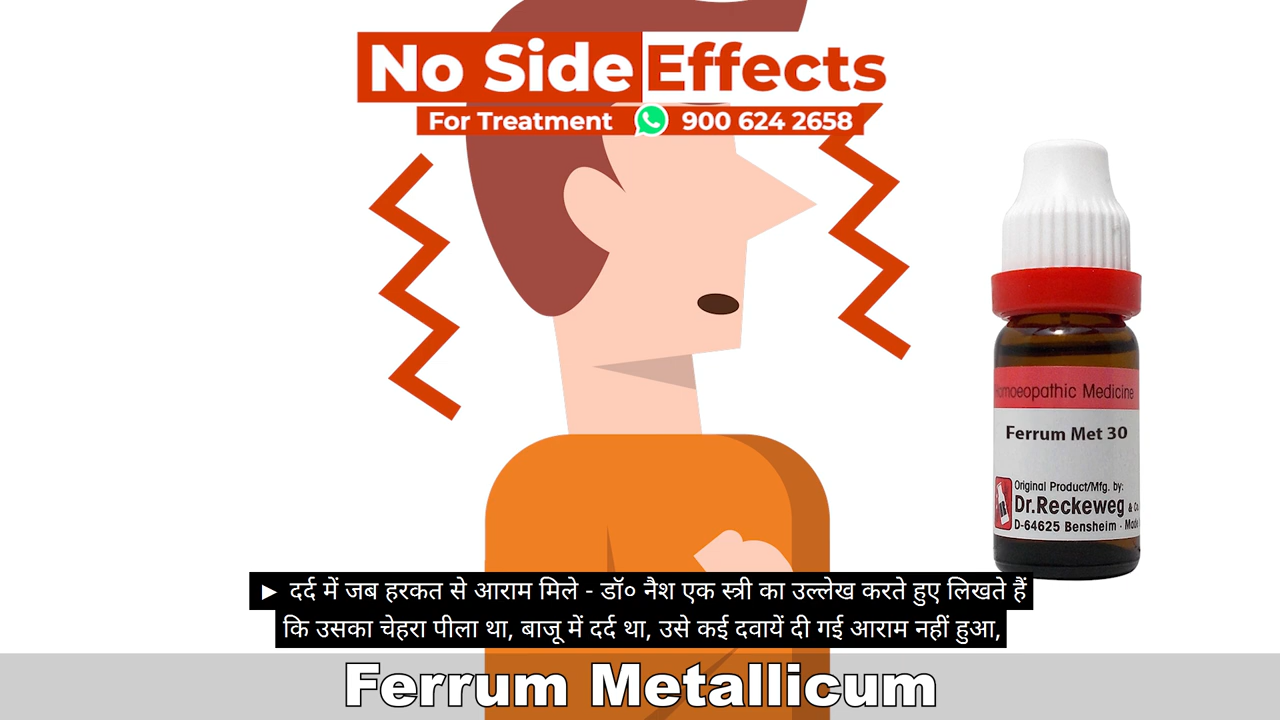 No Side Effects
For Treatment 900 624 2658
Homoeopathic Medicine
Ferrum Met 30
Original Product/Mfg. by:
Dr.Reckeweg & Co.
D-64625 Bensheim - Made
► दर्द में जब हरकत से आराम मिले - डॉ० नैश एक स्त्री का उल्लेख करते हुए लिखते हैं
कि उसका चेहरा पीला था, बाजू में दर्द था, उसे कई दवायें दी गई आराम नहीं हुआ,
Ferrum Metallicum